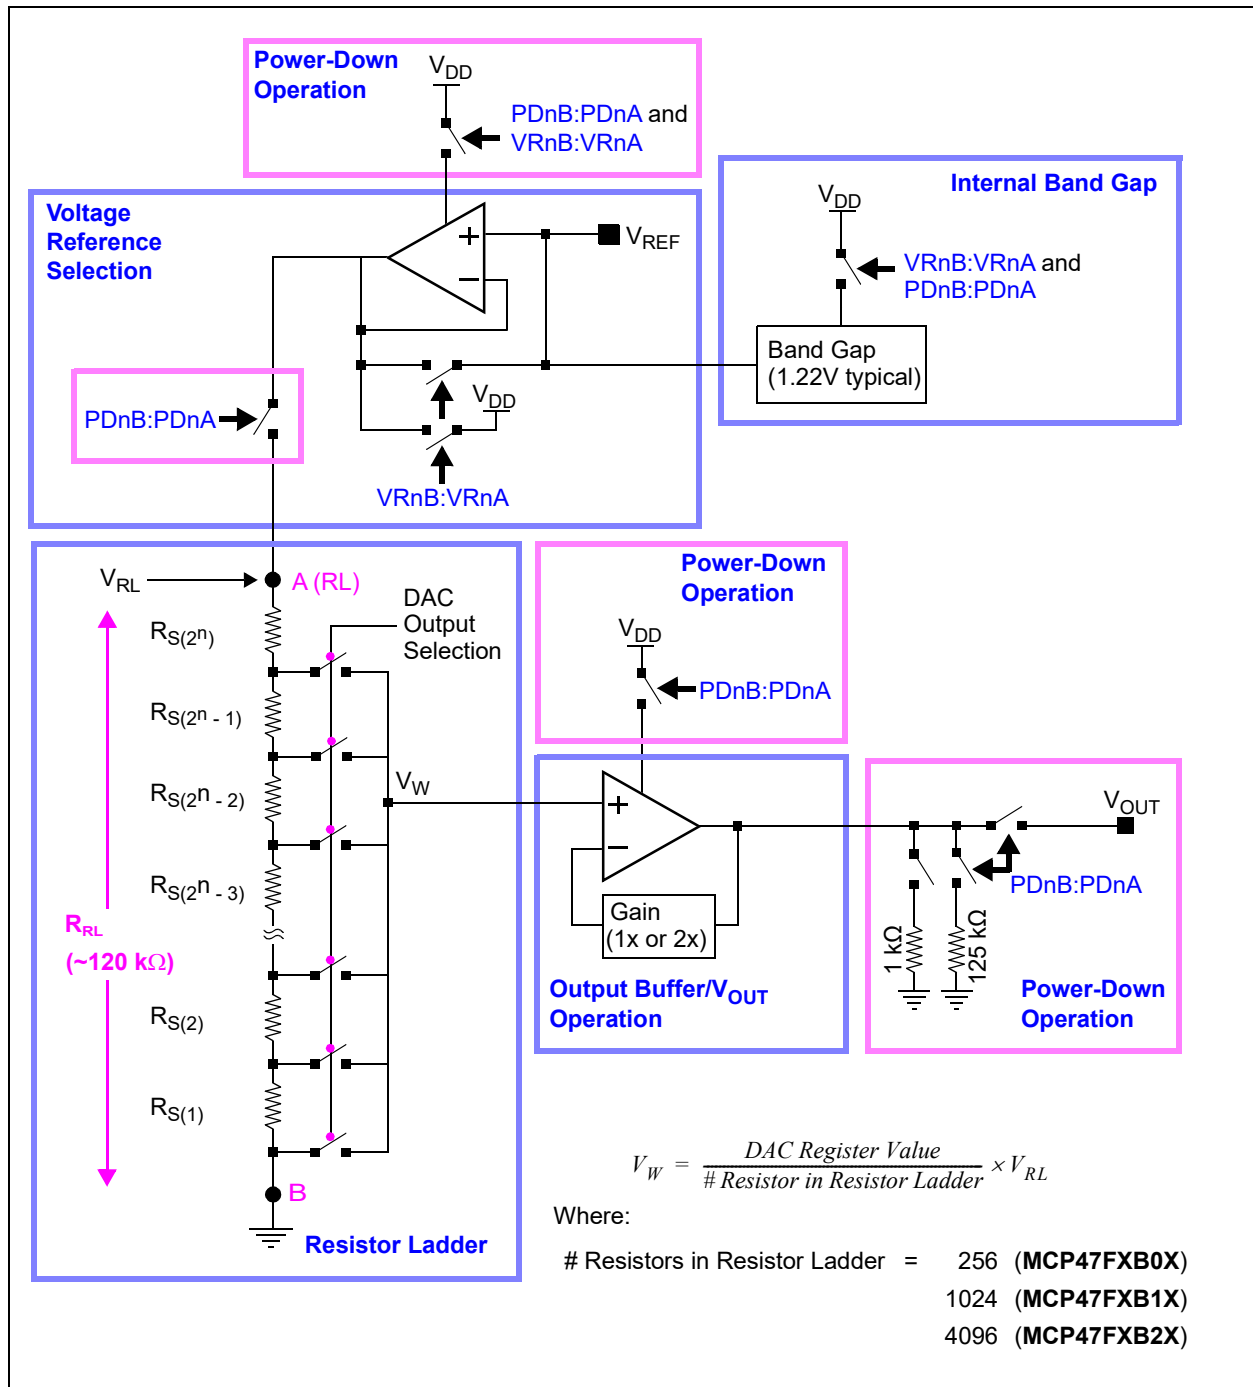 Power-Down
Operation
VDD
PDnB:PDnA and
VRnB:VRnA
Internal Band Gap
VDD
VRnB:VRnA and
PDnB:PDnA
Band Gap
(1.22V typical)
Voltage
Reference
Selection
+
−
VREF
VDD
PDnB:PDnA
VRnB:VRnA
VRL
A (RL)
DAC
Output
Selection
RS(2n)
RS(2n - 1)
RS(2n - 2)
RS(2n - 3)
RRL
(~120 kΩ)
RS(2)
RS(1)
VW
B
Resistor Ladder
Power-Down
Operation
VDD
PDnB:PDnA
+
−
Gain
(1x or 2x)
Output Buffer/VOUT
Operation
VOUT
PDnB:PDnA
1 kΩ
125 kΩ
Power-Down
Operation
VW = DAC Register Value / # Resistor in Resistor Ladder × VRL
Where:
# Resistors in Resistor Ladder = 256 (MCP47FXB0X)
1024 (MCP47FXB1X)
4096 (MCP47FXB2X)